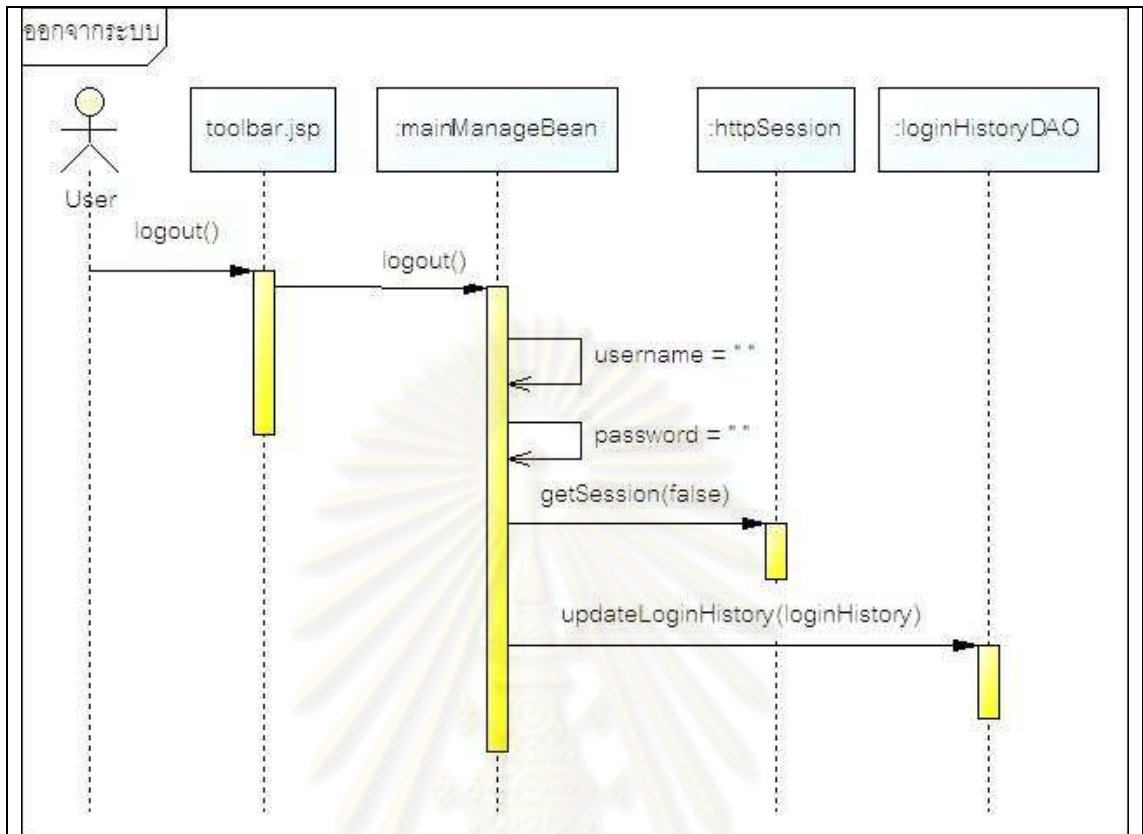 ออกจากระบบ
toolbar.jsp
:mainManageBean
:httpSession
:loginHistoryDAO
User
logout()
logout()
username = " "
password = " "
getSession(false)
updateLoginHistory(loginHistory)